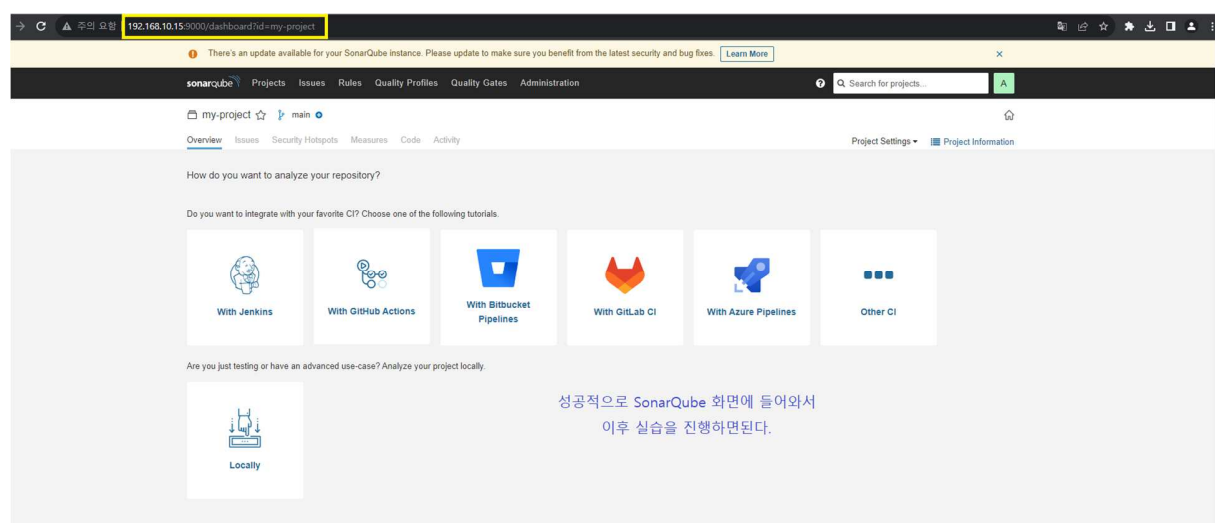 주의 요함 192.168.10.15:9000/dashboard?id=my-project
There's an update available for your SonarQube instance. Please update to make sure you benefit from the latest security and bug fixes. Learn More
sonarqube Projects Issues Rules Quality Profiles Quality Gates Administration Search for projects... A
my-project main
Overview Issues Security Hotspots Measures Code Activity Project Settings Project Information
How do you want to analyze your repository?
Do you want to integrate with your favorite CI? Choose one of the following tutorials.
With Jenkins
With GitHub Actions
With Bitbucket
Pipelines
With GitLab CI
With Azure Pipelines
Other CI
Are you just testing or have an advanced use-case? Analyze your project locally.
Locally
성공적으로 SonarQube 화면에 들어와서
이후 실습을 진행하면된다.